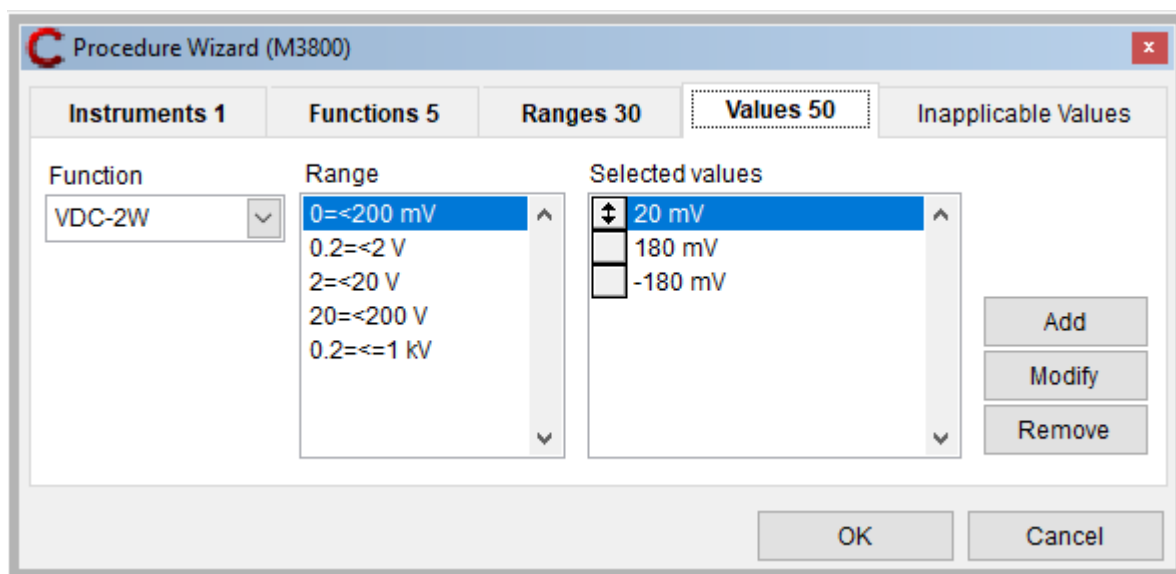 Procedure Wizard (M3800)
x
Instruments 1
Functions 5
Ranges 30
Values 50
Inapplicable Values
Function
VDC-2W
Range
0=<200 mV
0.2=<2 V
2=<20 V
20=<200 V
0.2=<=1 kV
Selected values
20 mV
180 mV
-180 mV
Add
Modify
Remove
OK
Cancel